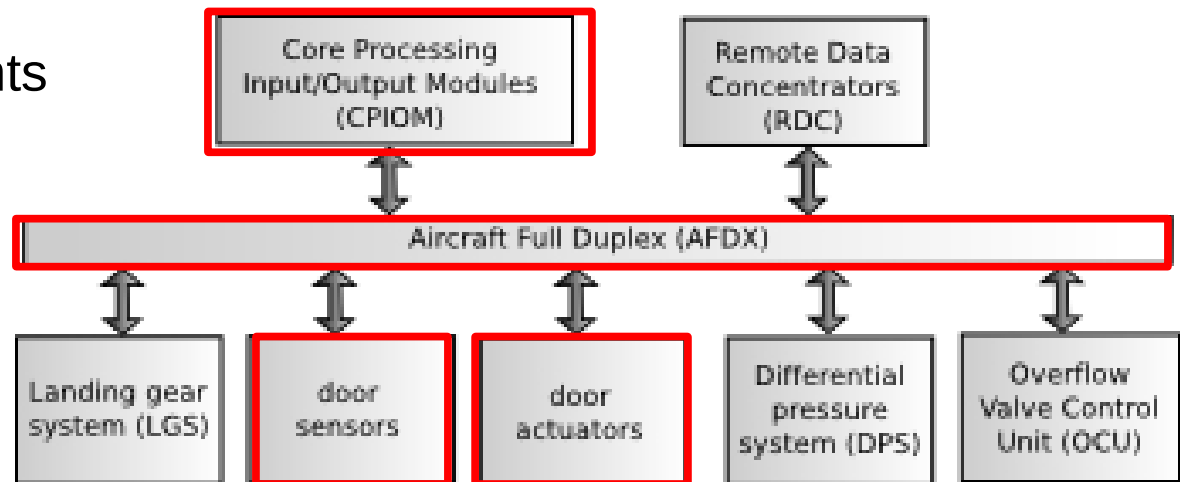 nts
Core Processing
Input/Output Modules
(CPIOM)
Remote Data
Concentrators
(RDC)
Aircraft Full Duplex (AFDX)
Landing gear
system (LGS)
door
sensors
door
actuators
Differential
pressure
system (DPS)
Overflow
Valve Control
Unit (OCU)